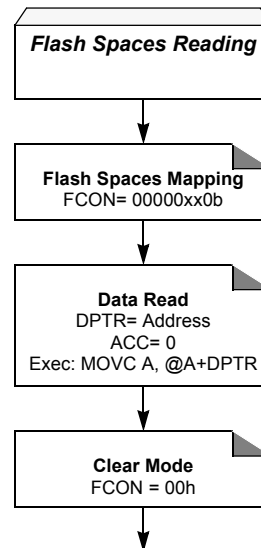 Flash Spaces Reading
Flash Spaces Mapping
FCON= 00000xx0b
Data Read
DPTR= Address
ACC= 0
Exec: MOVC A, @A+DPTR
Clear Mode
FCON = 00h